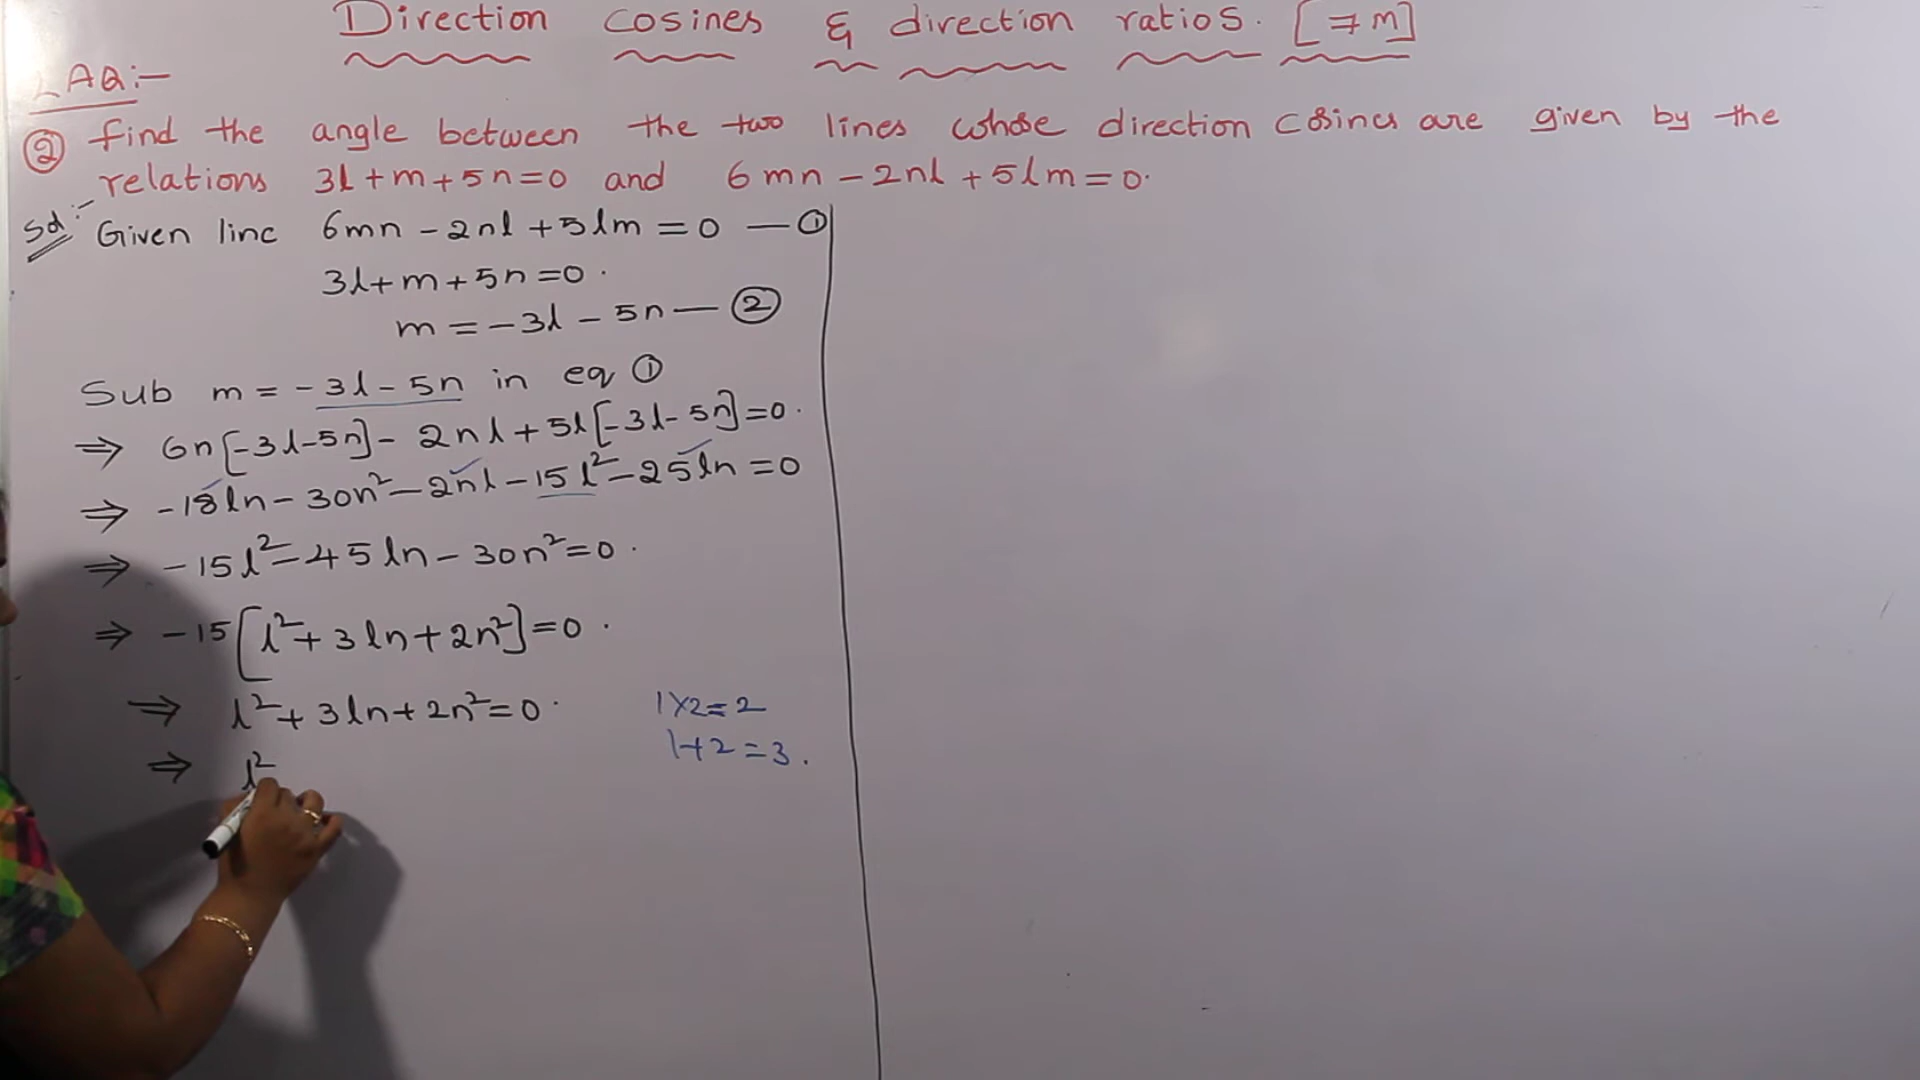 Direction cosines & direction ratios. [7M]
LAQ:-
② Find the angle between the two lines whose direction cosines are given by the
relations 3l+m+5n=0 and 6mn-2nl+5lm=0.
Sol:- Given line 6mn-2nl+5lm=0 —①
3l+m+5n=0.
m=-3l-5n—②
Sub m=-3l-5n in eq ①
⇒ 6n[-3l-5n]-2nl+5l[-3l-5n]=0.
⇒ -18ln-30n²-2nl-15l²-25ln=0
⇒ -15l²-45ln-30n²=0.
⇒ -15[l²+3ln+2n²]=0.
⇒ l²+3ln+2n²=0.
1×2=2
1+2=3.
⇒ l²